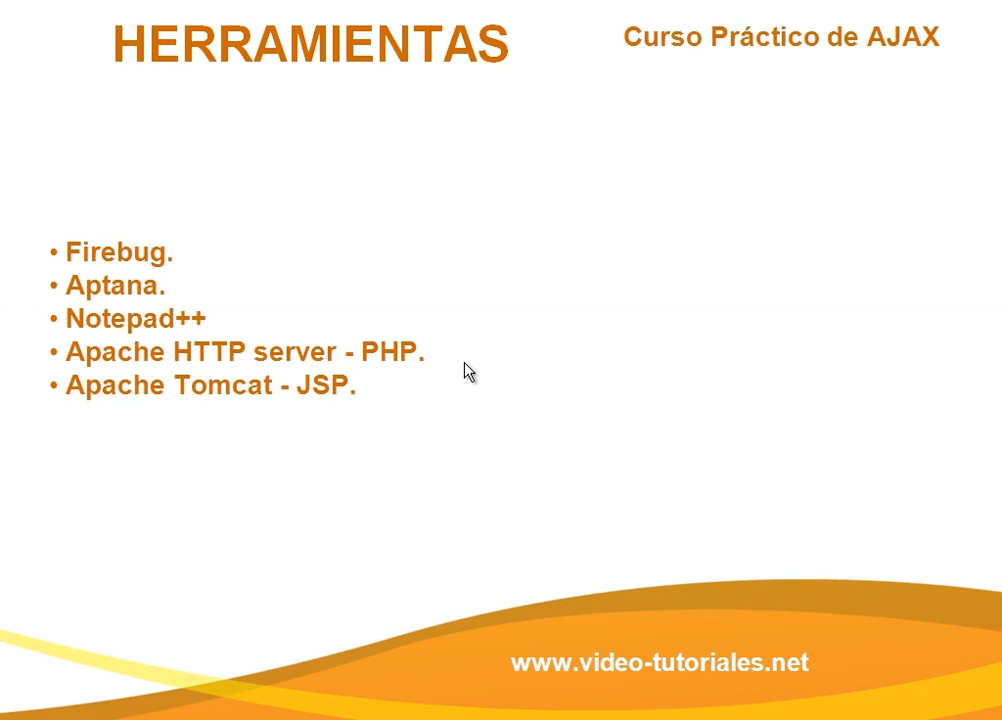 HERRAMIENTAS
Curso Práctico de AJAX
• Firebug.
• Aptana.
• Notepad++
• Apache HTTP server - PHP.
• Apache Tomcat - JSP.
www.video-tutoriales.net